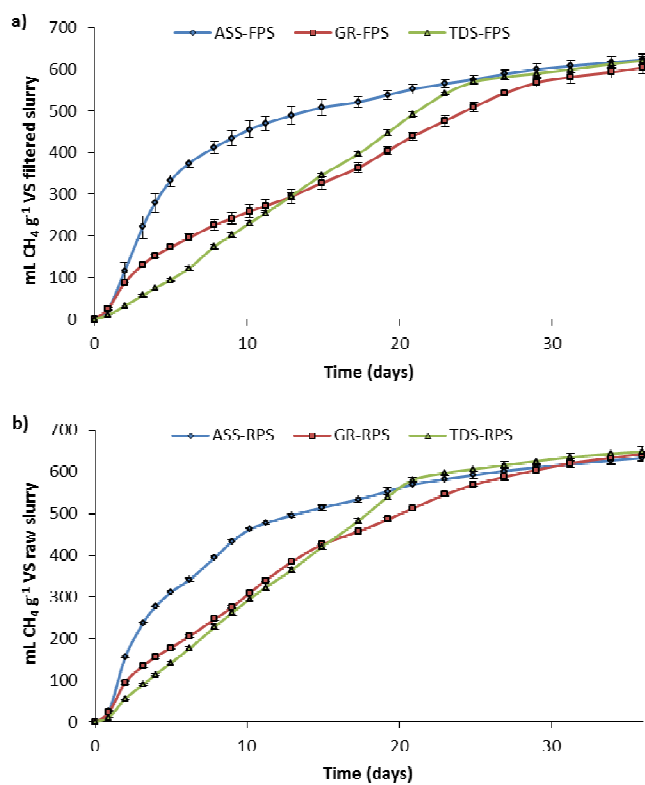 a)
ASS-FPS GR-FPS TDS-FPS
700
600
500
400
300
200
100
0
mL CH4 g-1 VS filtered slurry
0 10 20 30
Time (days)
b)
ASS-RPS GR-RPS TDS-RPS
700
600
500
400
300
200
100
0
mL CH4 g-1 VS raw slurry
0 10 20 30
Time (days)